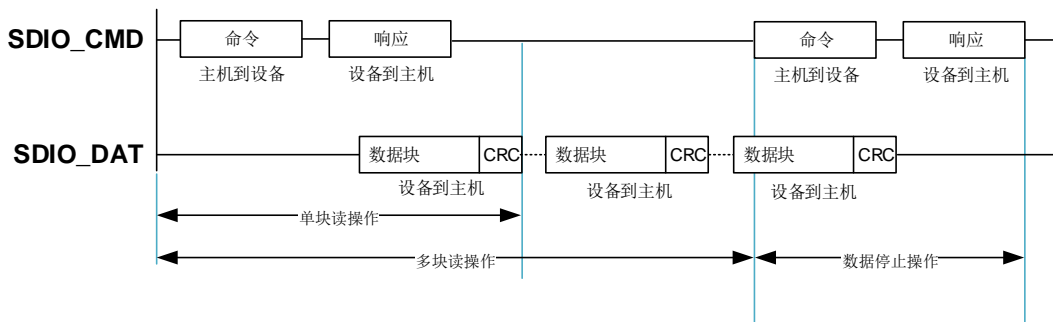 SDIO_CMD 命令 响应 命令 响应
主机到设备 设备到主机 主机到设备 设备到主机
SDIO_DAT 数据块 CRC 数据块 CRC 数据块 CRC
设备到主机 设备到主机 设备到主机
单块读操作
多块读操作 数据停止操作